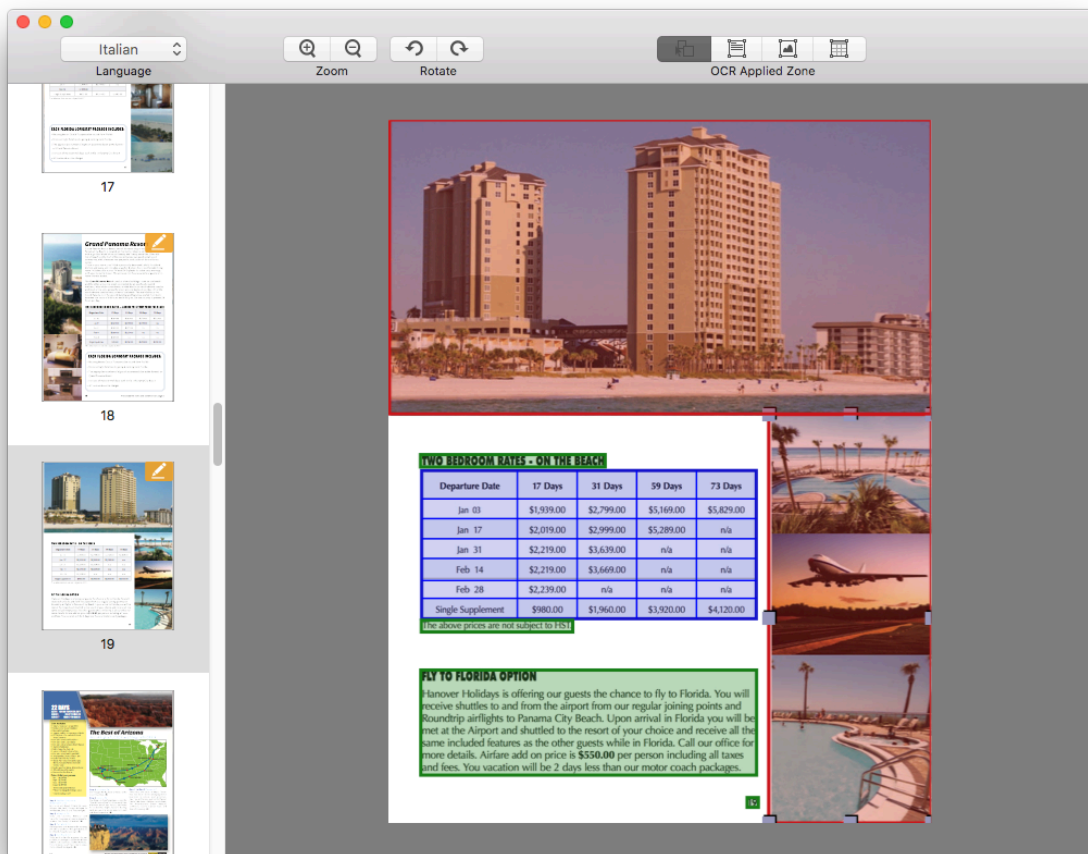 Italian
Language
Zoom
Rotate
OCR Applied Zone
17
Grand Panama Resor
18
19
22 DAYS
The Best of Arizona
TWO BEDROOM RATES - ON THE BEACH
Departure Date 17 Days 31 Days 59 Days 73 Days
Jan 03 $1,939.00 $2,799.00 $5,169.00 $5,829.00
Jan 17 $2,019.00 $2,999.00 $5,289.00 n/a
Jan 31 $2,219.00 $3,639.00 n/a n/a
Feb 14 $2,219.00 $3,669.00 n/a n/a
Feb 28 $2,239.00 n/a n/a n/a
Single Supplement $980.00 $1,960.00 $3,920.00 $4,120.00
The above prices are not subject to HST.
FLY TO FLORIDA OPTION
Hanover Holidays is offering our guests the chance to fly to Florida. You will
receive shuttles to and from the airport from our regular joining points and
Roundtrip airflights to Panama City Beach. Upon arrival in Florida you will be
met at the Airport and shuttled to the resort of your choice and receive all the
same included features as the other guests while in Florida. Call our office for
more details. Airfare add on price is $550.00 per person including all taxes
and fees. You vacation will be 2 days less than our motor coach packages.